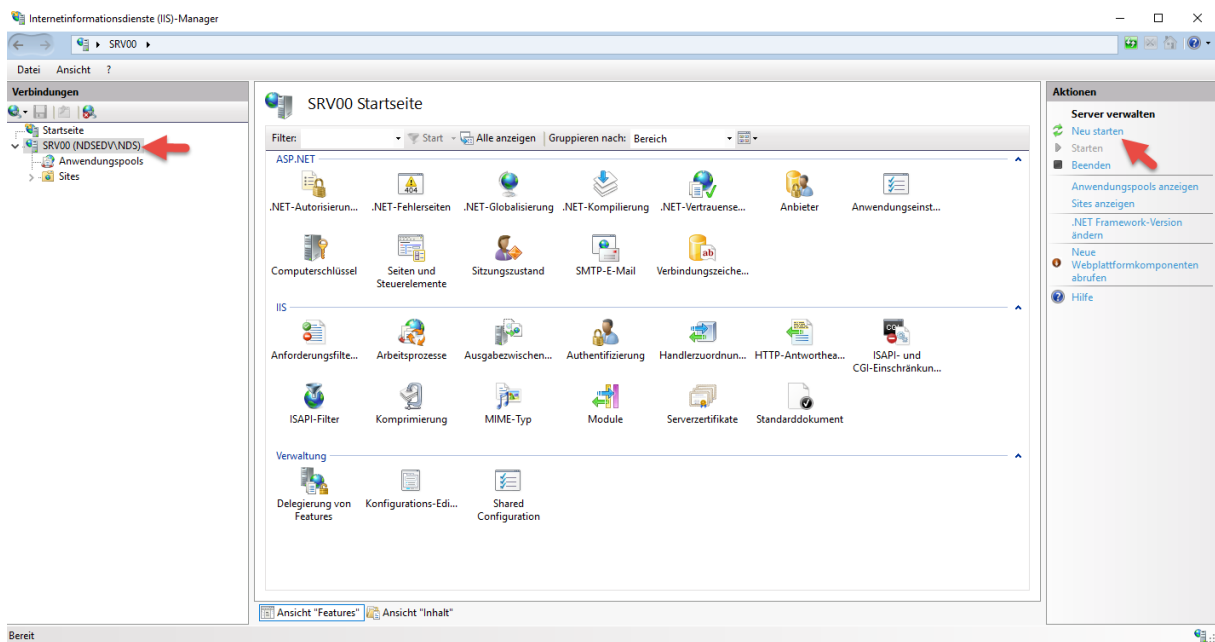 Internetinformationsdienste (IIS)-Manager
SRV00
Datei Ansicht ?
Verbindungen
Startseite
SRV00 (NDSEDV\NDS)
Anwendungspools
Sites
SRV00 Startseite
Filter: Start Alle anzeigen Gruppieren nach: Bereich
ASP.NET
.NET-Autorisierun... .NET-Fehlerseiten .NET-Globalisierung .NET-Kompilierung .NET-Vertrauense... Anbieter Anwendungseinst...
Computerschlüssel Seiten und Steuerelemente Sitzungszustand SMTP-E-Mail Verbindungszeiche...
IIS
Anforderungsfilte... Arbeitsprozesse Ausgabezwischen... Authentifizierung Handlerzuordnun... HTTP-Antworthea... ISAPI- und CGI-Einschränkun...
ISAPI-Filter Komprimierung MIME-Typ Module Serverzertifikate Standarddokument
Verwaltung
Delegierung von Features Konfigurations-Edi... Shared Configuration
Ansicht "Features" Ansicht "Inhalt"
Aktionen
Server verwalten
Neu starten
Starten
Beenden
Anwendungspools anzeigen
Sites anzeigen
.NET Framework-Version
ändern
Neue
Webplattformkomponenten
abrufen
Hilfe
Bereit